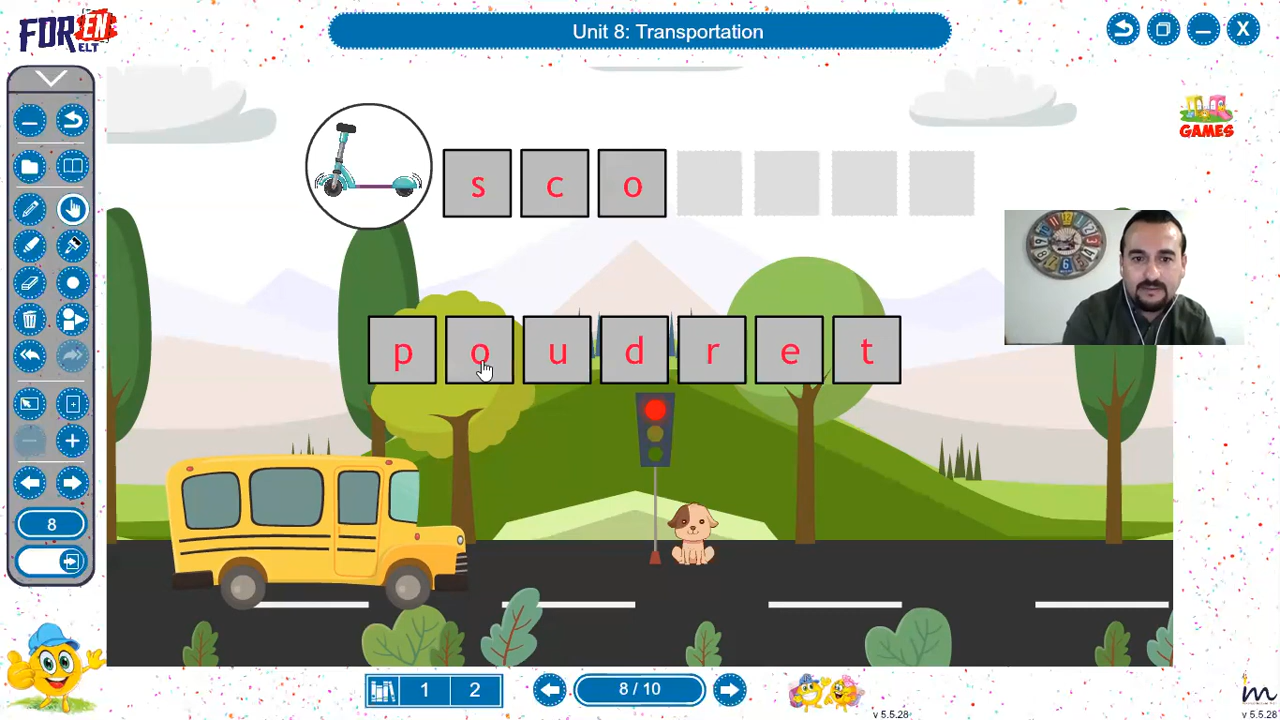 FOR EN
ELT
Unit 8: Transportation
X
GAMES
s c o
p o u d r e t
8
1 2
8 / 10
v 5.5.28
v 5.5.28